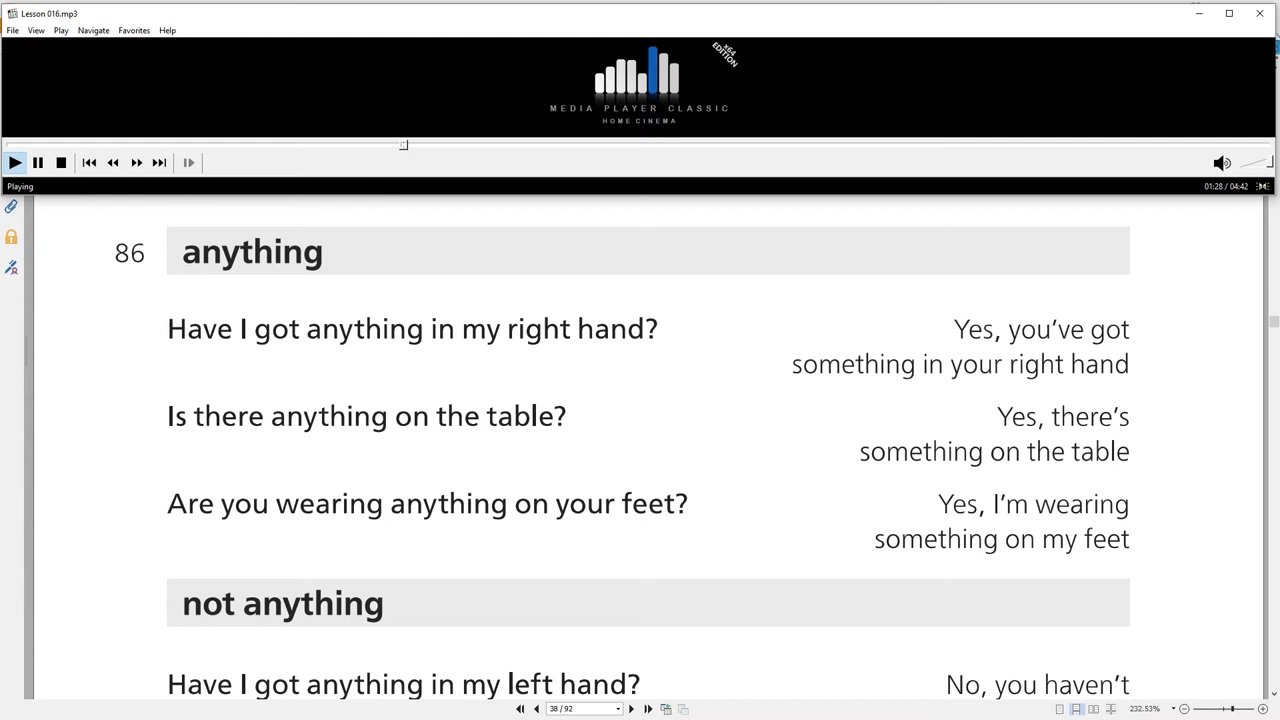 Lesson 016.mp3
File View Play Navigate Favorites Help
x64 EDITION
MEDIA PLAYER CLASSIC
HOME CINEMA
Playing
01:28 / 04:42
86 anything
Have I got anything in my right hand? Yes, you've got
something in your right hand
Is there anything on the table? Yes, there's
something on the table
Are you wearing anything on your feet? Yes, I'm wearing
something on my feet
not anything
Have I got anything in my left hand? No, you haven't
38 / 92
232.53%